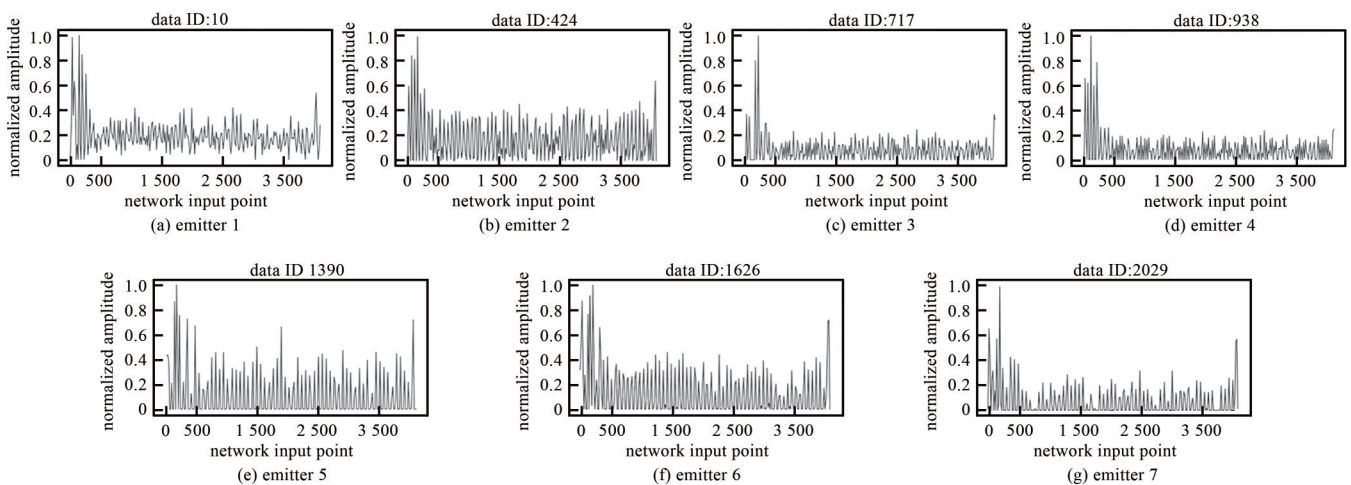 data ID:10
normalized amplitude
1.0
0.8
0.6
0.4
0.2
0
0 500 1 500 2 500 3 500
network input point
(a) emitter 1
data ID:424
normalized amplitude
1.0
0.8
0.6
0.4
0.2
0
0 500 1 500 2 500 3 500
network input point
(b) emitter 2
data ID:717
normalized amplitude
1.0
0.8
0.6
0.4
0.2
0
0 500 1 500 2 500 3 500
network input point
(c) emitter 3
data ID:938
normalized amplitude
1.0
0.8
0.6
0.4
0.2
0
0 500 1 500 2 500 3 500
network input point
(d) emitter 4
data ID 1390
normalized amplitude
1.0
0.8
0.6
0.4
0.2
0
0 500 1 500 2 500 3 500
network input point
(e) emitter 5
data ID:1626
normalized amplitude
1.0
0.8
0.6
0.4
0.2
0
0 500 1 500 2 500 3 500
network input point
(f) emitter 6
data ID:2029
normalized amplitude
1.0
0.8
0.6
0.4
0.2
0
0 500 1 500 2 500 3 500
network input point
(g) emitter 7